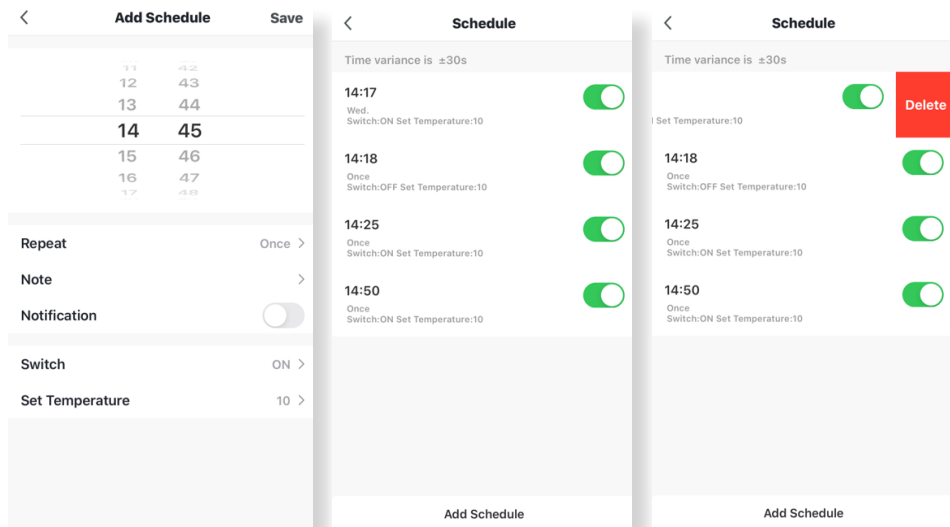 Add Schedule Save
11 42
12 43
13 44
14 45
15 46
16 47
17 48
Repeat Once
Note
Notification
Switch ON
Set Temperature 10
Schedule
Time variance is ±30s
14:17
Wed.
Switch:ON Set Temperature:10
14:18
Once
Switch:OFF Set Temperature:10
14:25
Once
Switch:ON Set Temperature:10
14:50
Once
Switch:ON Set Temperature:10
Add Schedule
Schedule
Time variance is ±30s
Set Temperature:10
Delete
14:18
Once
Switch:OFF Set Temperature:10
14:25
Once
Switch:ON Set Temperature:10
14:50
Once
Switch:ON Set Temperature:10
Add Schedule